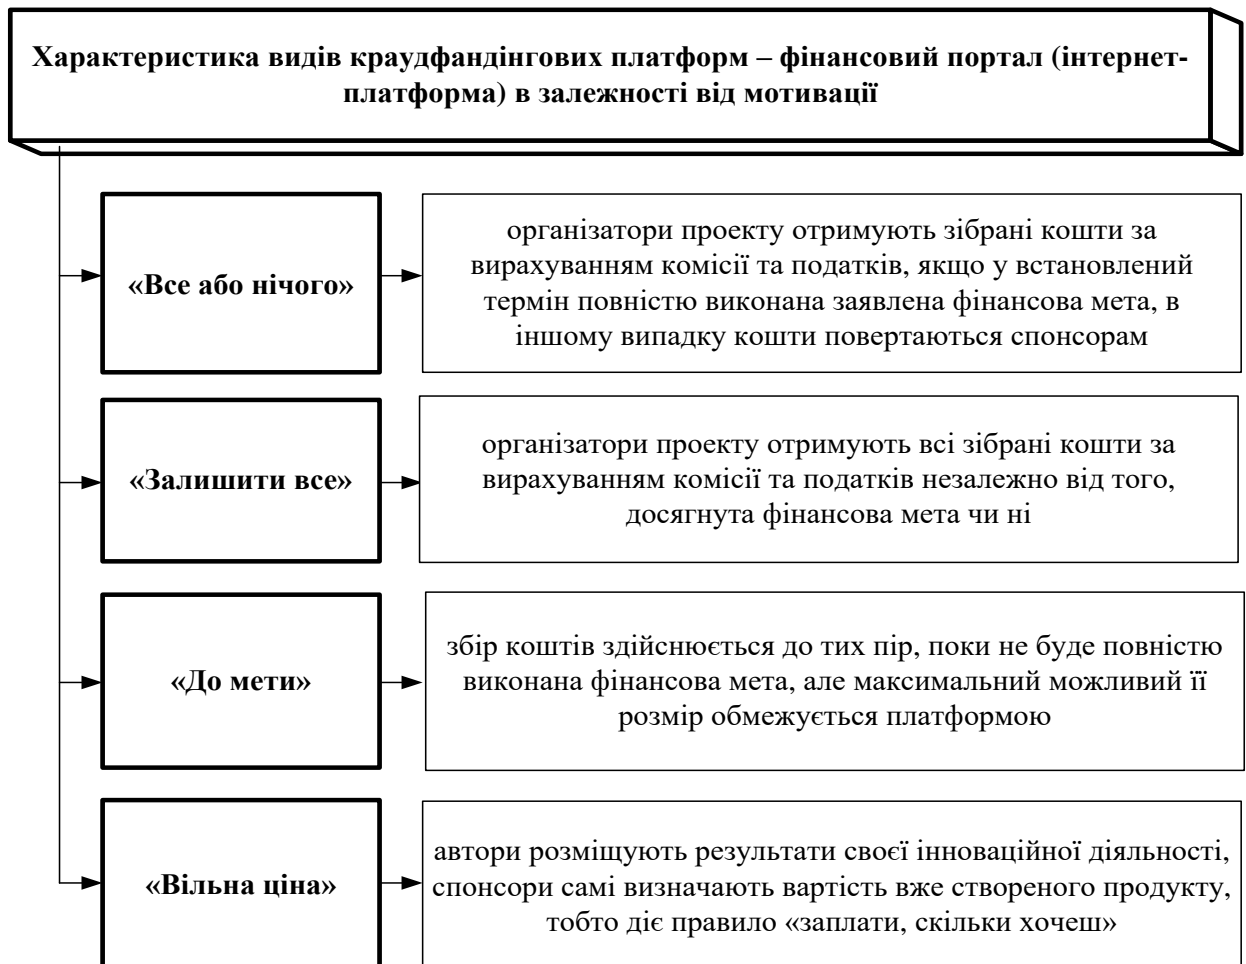 Характеристика видів краудфандінгових платформ – фінансовий портал (інтернет-
платформа) в залежності від мотивації
«Все або нічого»
організатори проекту отримують зібрані кошти за
вирахуванням комісії та податків, якщо у встановлений
термін повністю виконана заявлена фінансова мета, в
іншому випадку кошти повертаються спонсорам
«Залишити все»
організатори проекту отримують всі зібрані кошти за
вирахуванням комісії та податків незалежно від того,
досягнута фінансова мета чи ні
«До мети»
збір коштів здійснюється до тих пір, поки не буде повністю
виконана фінансова мета, але максимальний можливий її
розмір обмежується платформою
«Вільна ціна»
автори розміщують результати своєї інноваційної діяльності,
спонсори самі визначають вартість вже створеного продукту,
тобто діє правило «заплати, скільки хочеш»